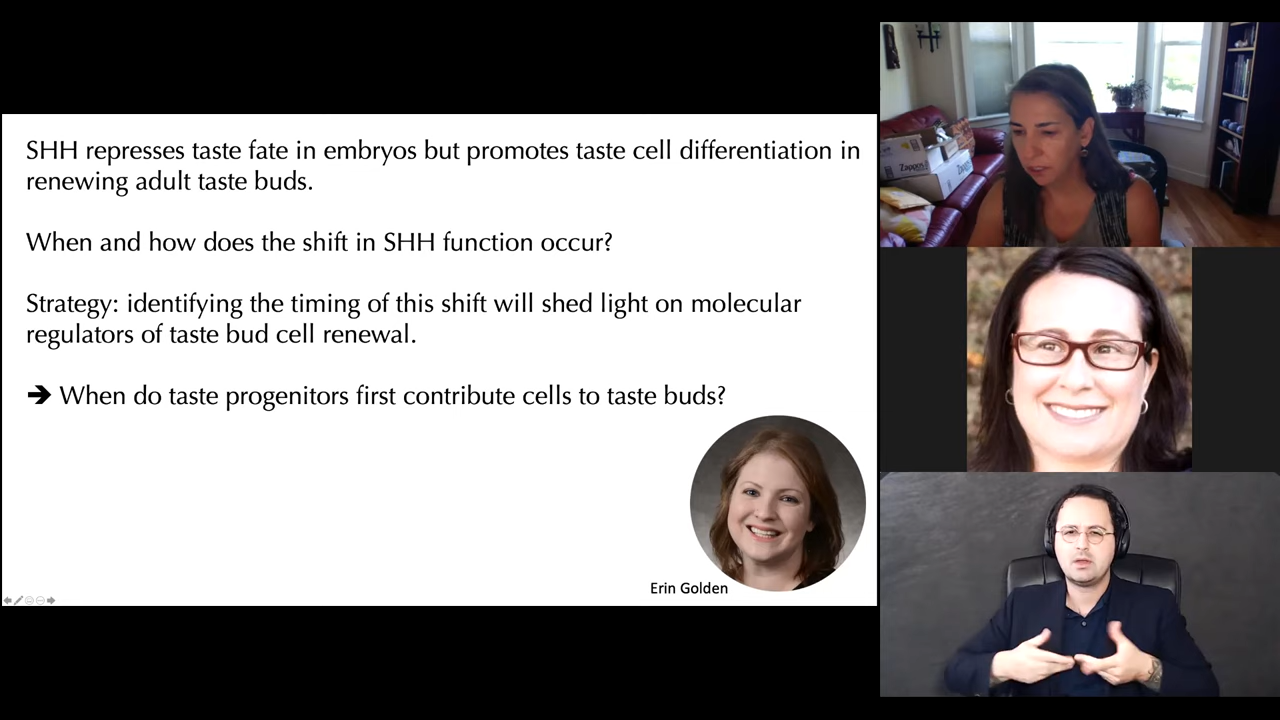 SHH represses taste fate in embryos but promotes taste cell differentiation in
renewing adult taste buds.
When and how does the shift in SHH function occur?
Strategy: identifying the timing of this shift will shed light on molecular
regulators of taste bud cell renewal.
➔ When do taste progenitors first contribute cells to taste buds?
Erin Golden
Zappos